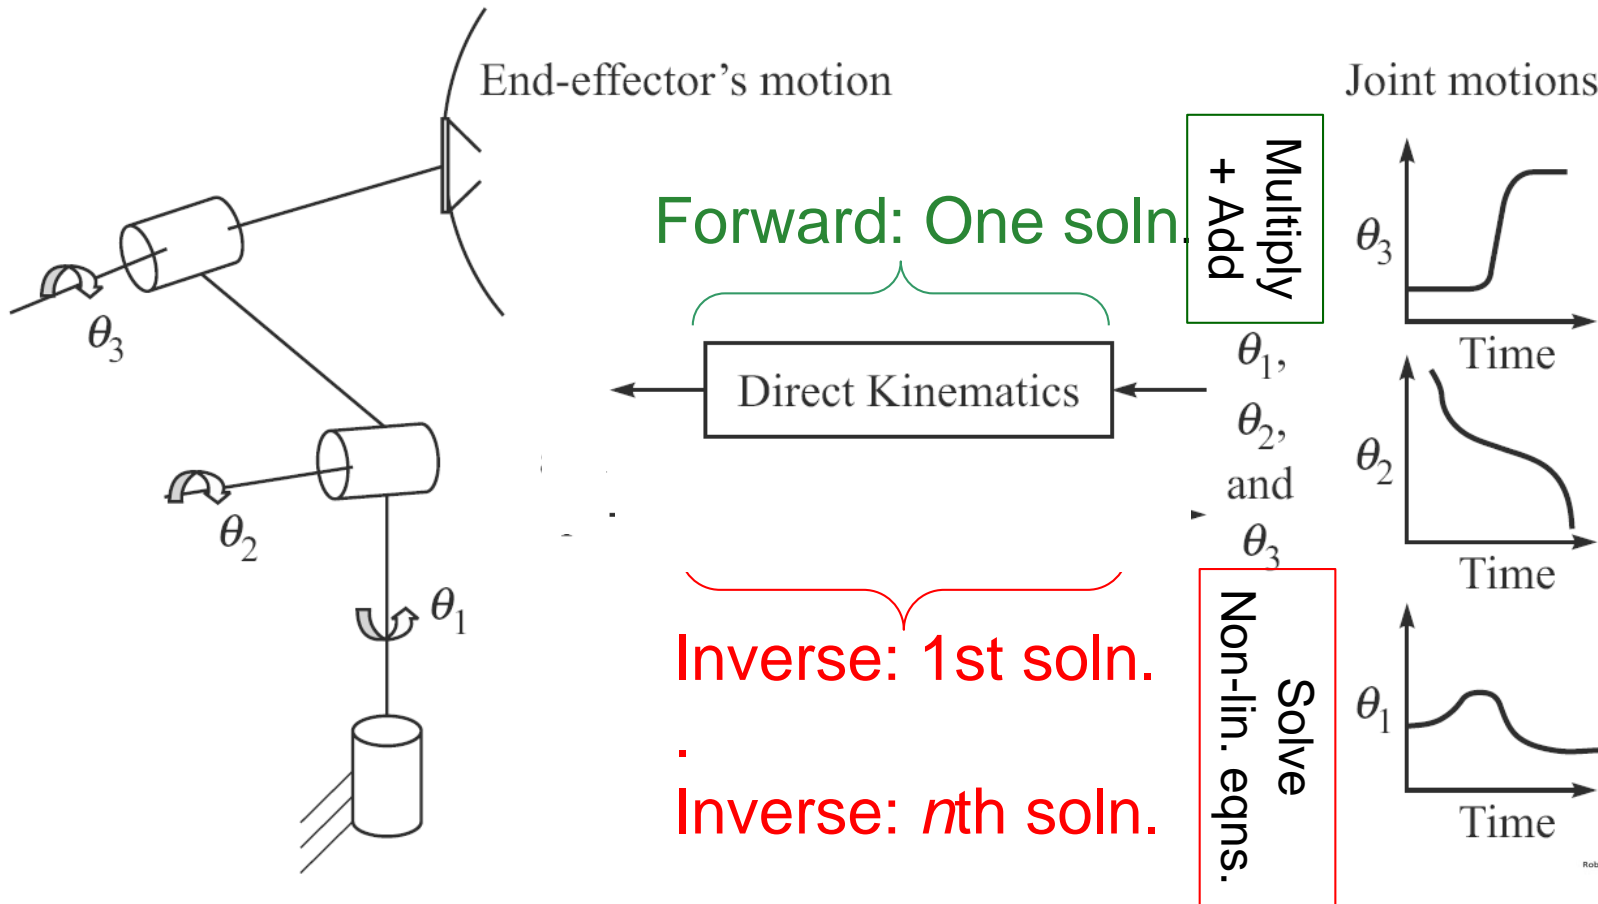 End-effector's motion
Joint motions
Multiply
+ Add
Forward: One soln.
θ3
θ3
Time
θ1,
Direct Kinematics
θ2,
θ2
and
θ2
θ3
Time
θ1
Solve
Non-lin. eqns.
Inverse: 1st soln.
.
θ1
Inverse: nth soln.
Time
Rob